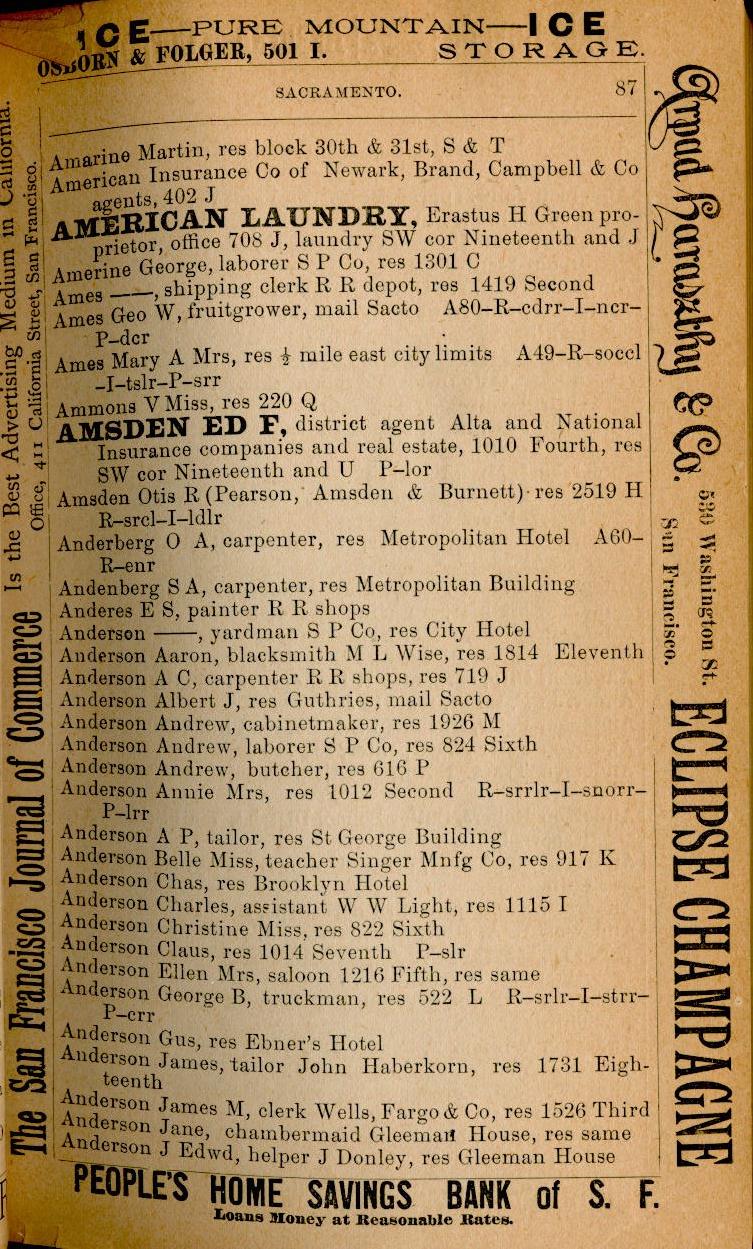 ICE—PURE MOUNTAIN—ICE
OSBORN & FOLGER, 501 I. STORAGE.
SACRAMENTO. 87
Amarine Martin, res block 30th & 31st, S & T
American Insurance Co of Newark, Brand, Campbell & Co
agents, 402 J
AMERICAN LAUNDRY, Erastus H Green pro-
prietor, office 708 J, laundry SW cor Nineteenth and J
Amerine George, laborer S P Co, res 1301 C
Ames ——, shipping clerk R R depot, res 1419 Second
Ames Geo W, fruitgrower, mail Sacto A80–R–cdrr–I–ncr–
P–dcr
Ames Mary A Mrs, res ½ mile east city limits A49–R–soccl
–I–tslr–P–srr
Ammons V Miss, res 220 Q
AMSDEN ED F, district agent Alta and National
Insurance companies and real estate, 1010 Fourth, res
SW cor Nineteenth and U P–lor
Amsden Otis R (Pearson, Amsden & Burnett) res 2519 H
R–srcl–I–ldlr
Anderberg O A, carpenter, res Metropolitan Hotel A60–
R–enr
Andenberg S A, carpenter, res Metropolitan Building
Anderes E S, painter R R shops
Anderson ——, yardman S P Co, res City Hotel
Anderson Aaron, blacksmith M L Wise, res 1814 Eleventh
Anderson A C, carpenter R R shops, res 719 J
Anderson Albert J, res Guthries, mail Sacto
Anderson Andrew, cabinetmaker, res 1926 M
Anderson Andrew, laborer S P Co, res 824 Sixth
Anderson Andrew, butcher, res 616 P
Anderson Annie Mrs, res 1012 Second R–srrlr–I–snorr–
P–lrr
Anderson A P, tailor, res St George Building
Anderson Belle Miss, teacher Singer Mnfg Co, res 917 K
Anderson Chas, res Brooklyn Hotel
Anderson Charles, assistant W W Light, res 1115 I
Anderson Christine Miss, res 822 Sixth
Anderson Claus, res 1014 Seventh P–slr
Anderson Ellen Mrs, saloon 1216 Fifth, res same
Anderson George B, truckman, res 522 L R–srlr–I–strr–
P–crr
Anderson Gus, res Ebner's Hotel
Anderson James, tailor John Haberkorn, res 1731 Eigh-
teenth
Anderson James M, clerk Wells, Fargo & Co, res 1526 Third
Anderson Jane, chambermaid Gleeman House, res same
Anderson J Edwd, helper J Donley, res Gleeman House
PEOPLE'S HOME SAVINGS BANK of S. F.
Loans Money at Reasonable Rates.
The San Francisco Journal of Commerce Is the Best Advertising Medium in California.
Office, 411 California Street, San Francisco.
Arpad Haraszthy & Co. 530 Washington St.
San Francisco.
ECLIPSE CHAMPAGNE